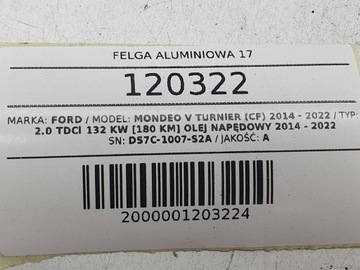 FELGA ALUMINIOWA 17
120322
MARKA: FORD / MODEL: MONDEO V TURNIER (CF) 2014 - 2022 / TYP:
2.0 TDCI 132 KW [180 KM] OLEJ NAPĘDOWY 2014 - 2022
SN: DS7C-1007-S2A / JAKOŚĆ: A
2000001203224